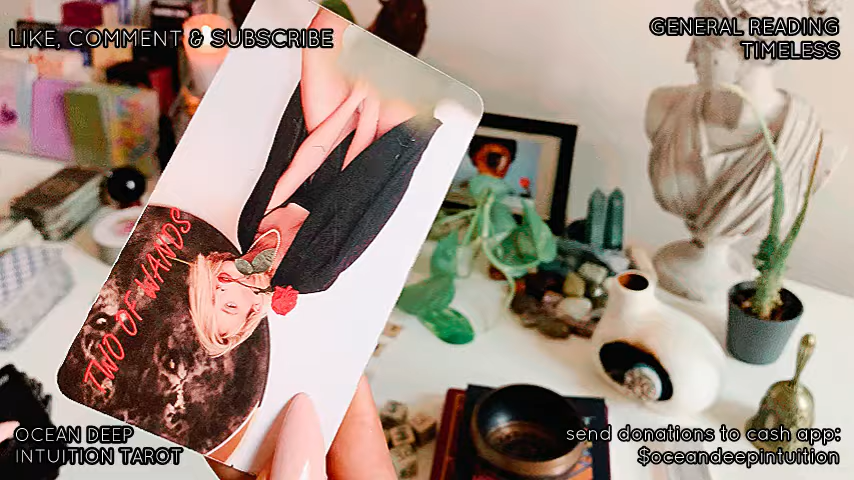 LIKE, COMMENT & SUBSCRIBE
GENERAL READING
TIMELESS
TWO OF WANDS
OCEAN DEEP
INTUITION TAROT
send donations to cash app:
$oceandeepintuition